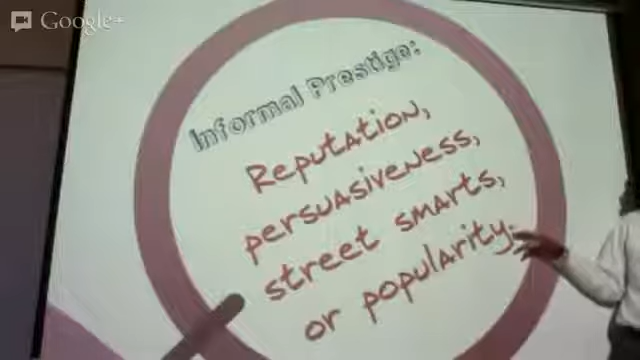 Google+
Informal Prestige:
Reputation,
persuasiveness,
street smarts,
or popularity.